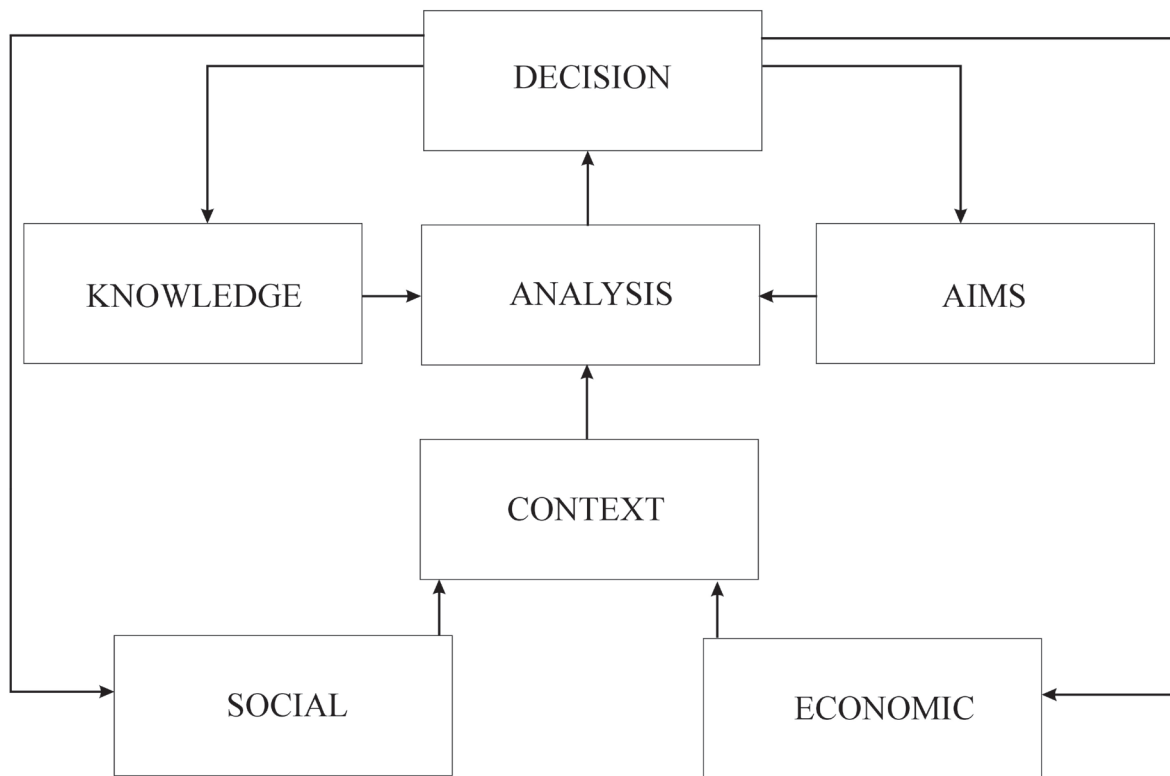 DECISION
KNOWLEDGE
ANALYSIS
AIMS
CONTEXT
SOCIAL
ECONOMIC